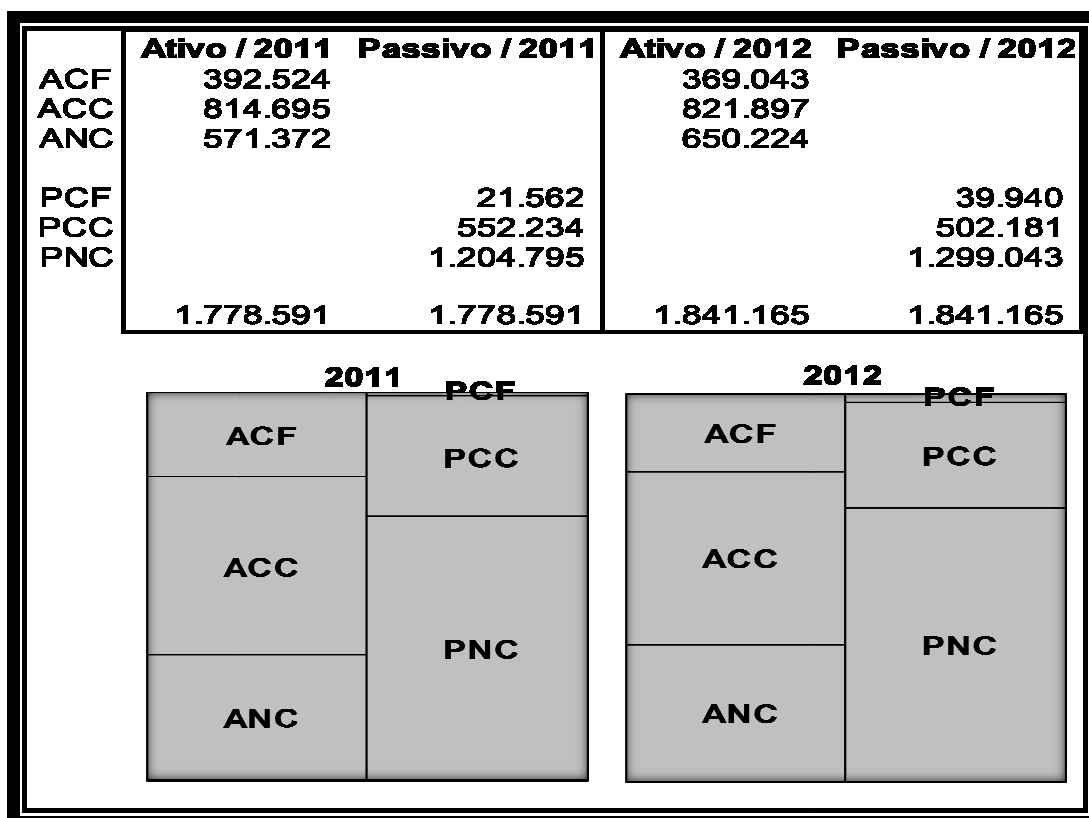 Ativo / 2011 Passivo / 2011 Ativo / 2012 Passivo / 2012
ACF 392.524 369.043
ACC 814.695 821.897
ANC 571.372 650.224
PCF 21.562 39.940
PCC 552.234 502.181
PNC 1.204.795 1.299.043
1.778.591 1.778.591 1.841.165 1.841.165
2011
PCF
ACF
PCC
ACC
PNC
ANC
2012
PCF
ACF
PCC
ACC
PNC
ANC